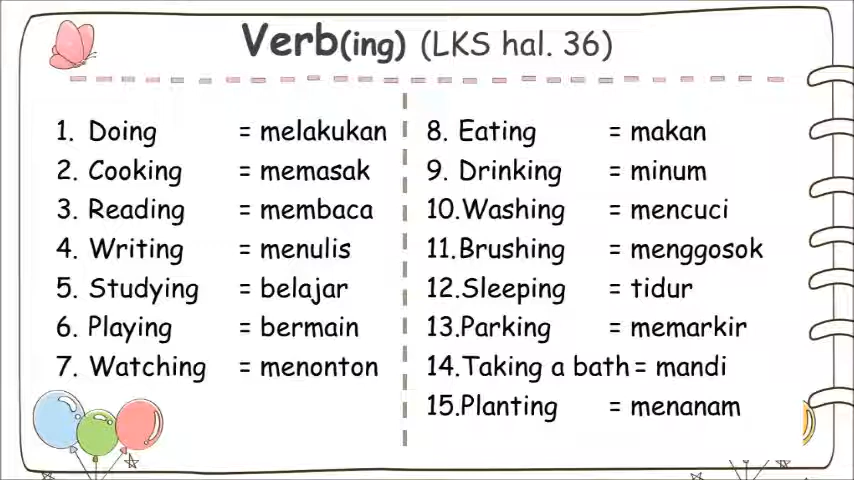 Verb(ing) (LKS hal. 36)
1. Doing = melakukan
2. Cooking = memasak
3. Reading = membaca
4. Writing = menulis
5. Studying = belajar
6. Playing = bermain
7. Watching = menonton
8. Eating = makan
9. Drinking = minum
10.Washing = mencuci
11.Brushing = menggosok
12.Sleeping = tidur
13.Parking = memarkir
14.Taking a bath = mandi
15.Planting = menanam